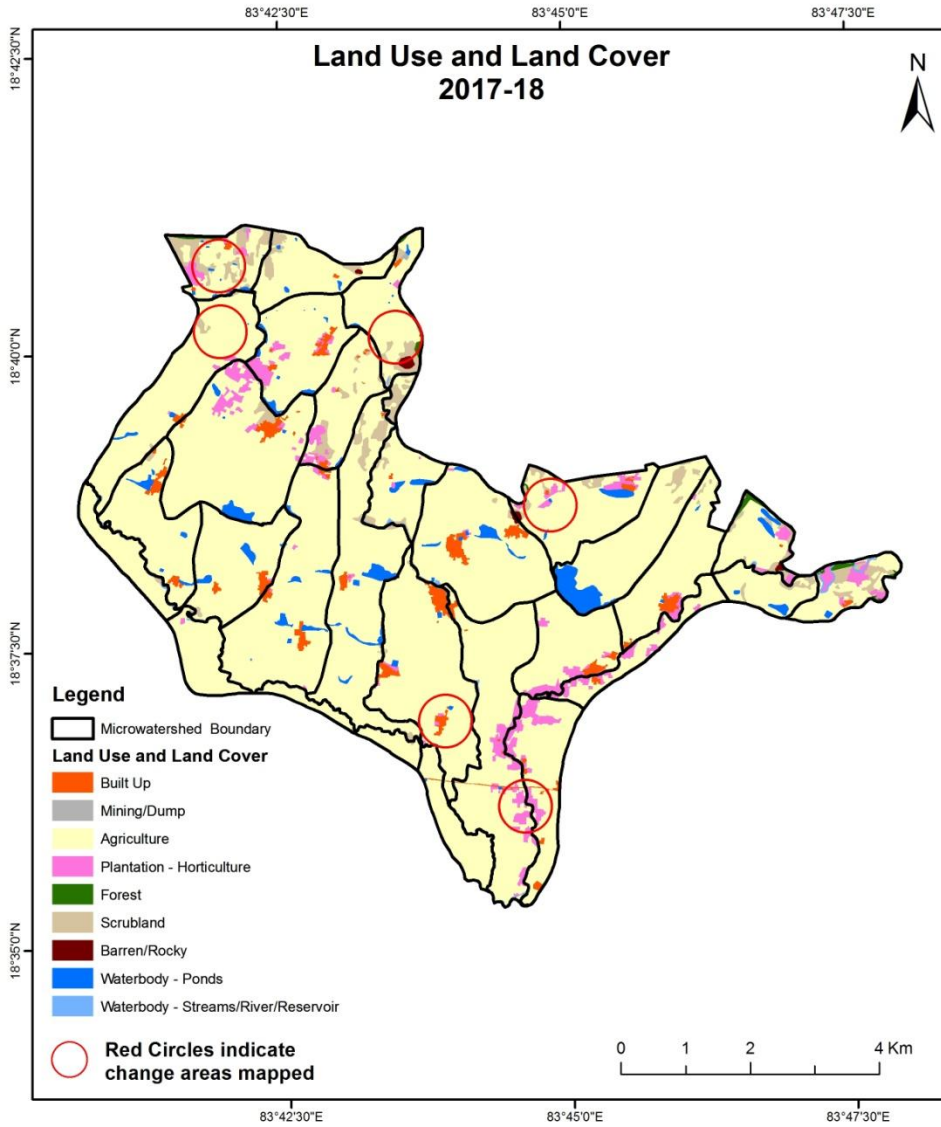 83°42'30"E
83°45'0"E
83°47'30"E
Land Use and Land Cover
2017-18
N
18°42'30"N
18°40'0"N
18°37'30"N
18°35'0"N
Legend
Microwatershed Boundary
Land Use and Land Cover
Built Up
Mining/Dump
Agriculture
Plantation - Horticulture
Forest
Scrubland
Barren/Rocky
Waterbody - Ponds
Waterbody - Streams/River/Reservoir
Red Circles indicate
change areas mapped
0 1 2 4 Km
83°42'30"E
83°45'0"E
83°47'30"E